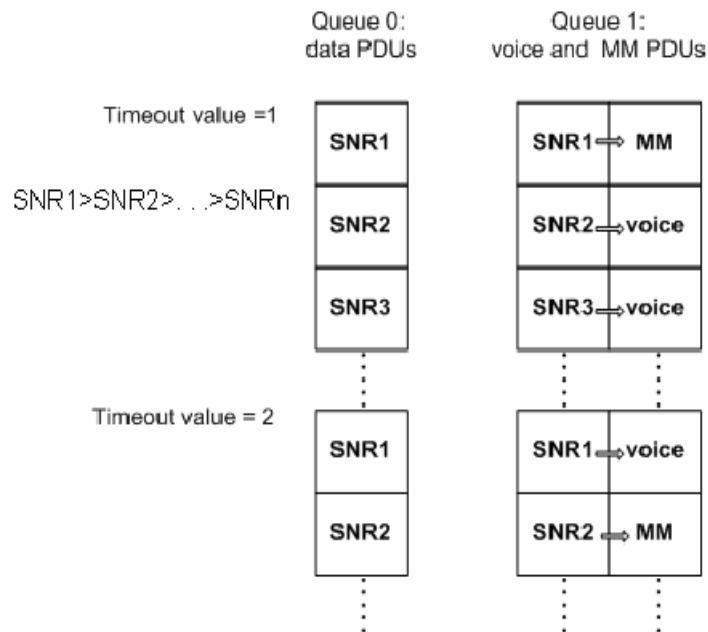 Queue 0:
data PDUs
Queue 1:
voice and MM PDUs
Timeout value =1
SNR1
SNR1 ⇒ MM
SNR1>SNR2>. . .>SNRn
SNR2
SNR2 ⇒ voice
SNR3
SNR3 ⇒ voice
Timeout value = 2
SNR1
SNR1 ⇒ voice
SNR2
SNR2 ⇒ MM